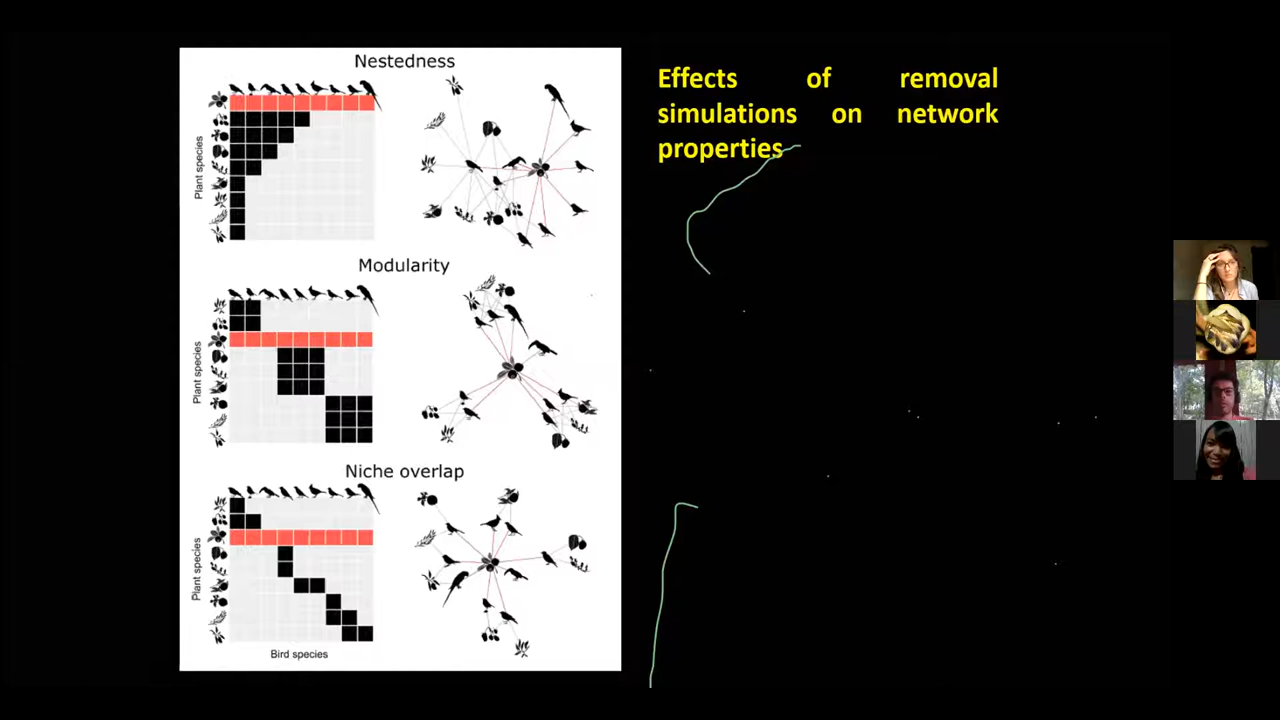 Nestedness
Plant species
Modularity
Plant species
Niche overlap
Plant species
Bird species
Effects of removal
simulations on network
properties